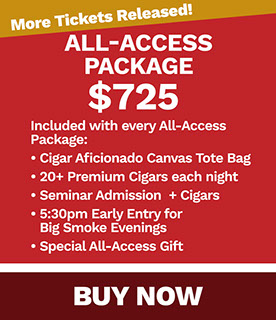 More Tickets Released!
ALL-ACCESS
PACKAGE
$725
Included with every All-Access
Package:
• Cigar Aficionado Canvas Tote Bag
• 20+ Premium Cigars each night
• Seminar Admission + Cigars
• 5:30pm Early Entry for
Big Smoke Evenings
• Special All-Access Gift
BUY NOW